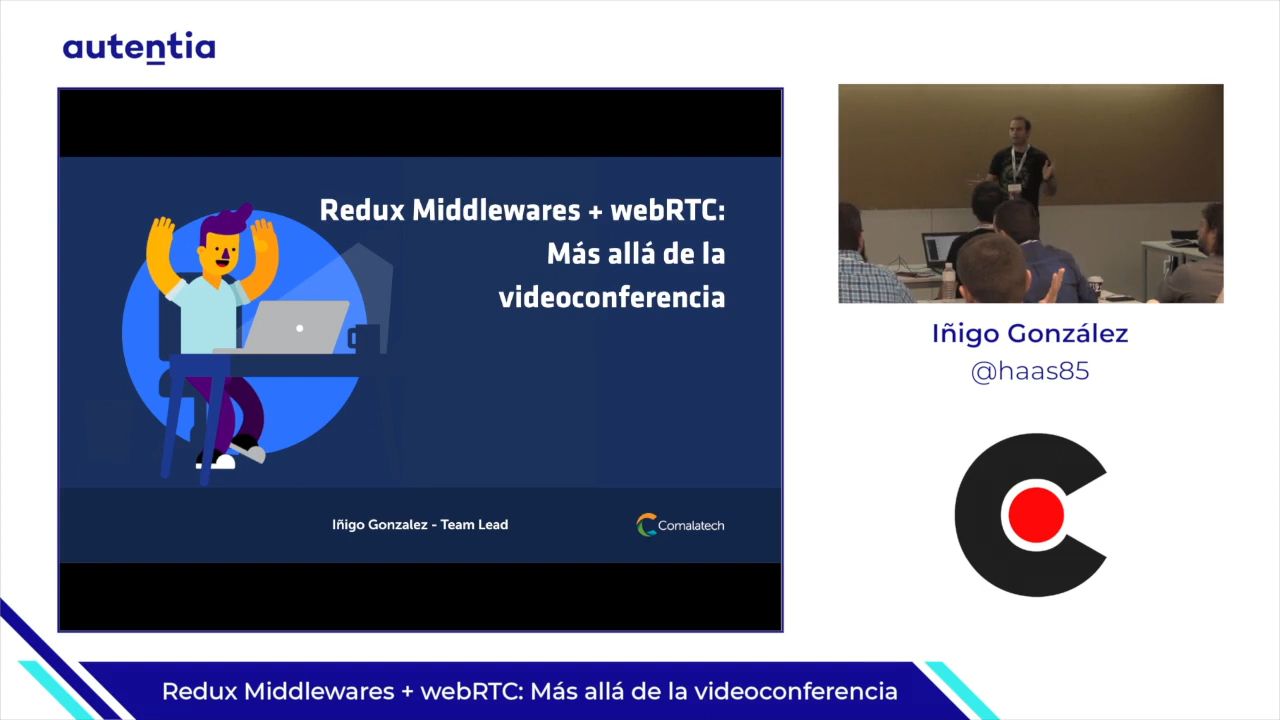 autentia
Redux Middlewares + webRTC:
Más allá de la
videoconferencia
Iñigo Gonzalez - Team Lead
Comalatech
Iñigo González
@haas85
Redux Middlewares + webRTC: Más allá de la videoconferencia